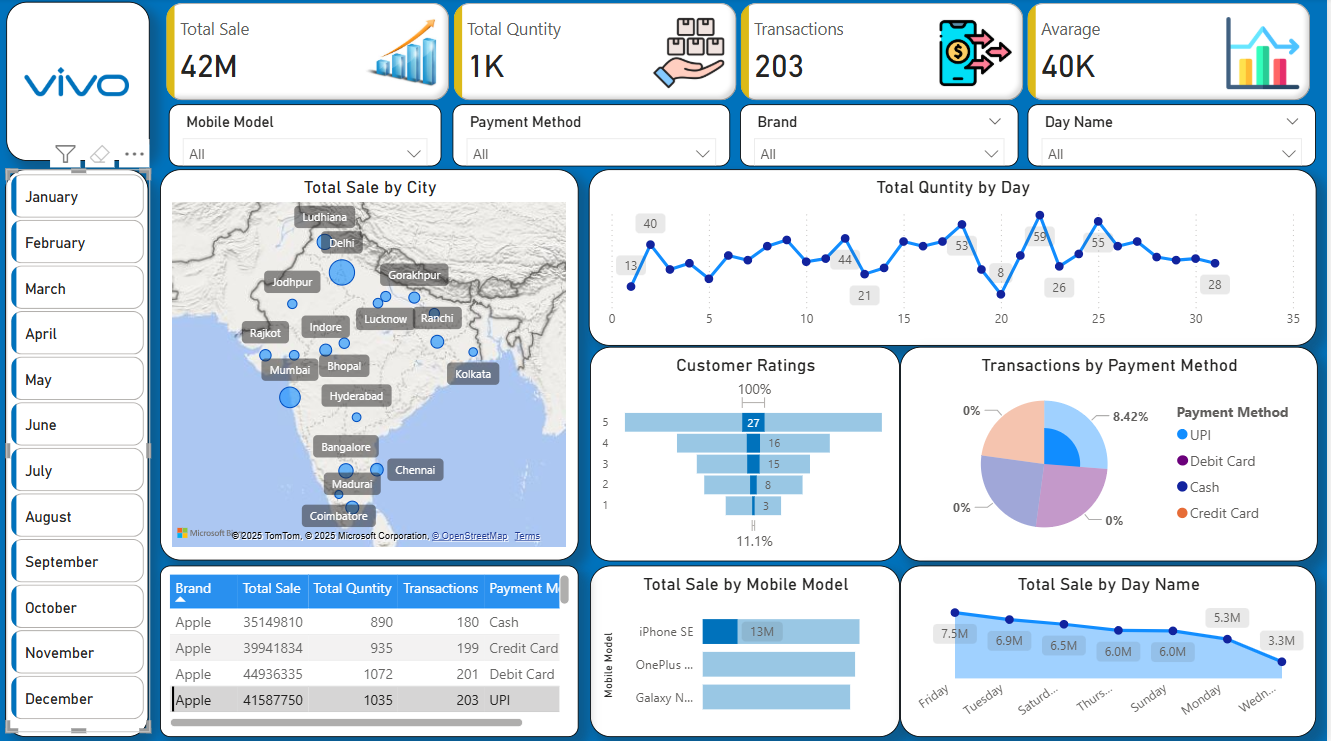 vivo
Total Sale
42M
Total Quntity
1K
Transactions
203
Avarage
40K
Mobile Model
All
Payment Method
All
Brand
All
Day Name
All
January
February
March
April
May
June
July
August
September
October
November
December
Total Sale by City
Ludhiana
Delhi
Jodhpur
Gorakhpur
Lucknow
Ranchi
Rajkot
Indore
Mumbai
Bhopal
Kolkata
Hyderabad
Bangalore
Chennai
Madurai
Coimbatore
Microsoft
© 2025 TomTom, © 2025 Microsoft Corporation, © OpenStreetMap Terms
Total Quntity by Day
13
40
44
21
53
8
59
26
55
28
0 5 10 15 20 25 30 35
Customer Ratings
100%
5 27
4 16
3 15
2 8
1 3
11.1%
Transactions by Payment Method
0%
8.42%
0%
0%
Payment Method
UPI
Debit Card
Cash
Credit Card
Brand Total Sale Total Quntity Transactions Payment M
Apple 35149810 890 180 Cash
Apple 39941834 935 199 Credit Card
Apple 44936335 1072 201 Debit Card
Apple 41587750 1035 203 UPI
Total Sale by Mobile Model
Mobile Model
iPhone SE 13M
OnePlus ...
Galaxy N...
Total Sale by Day Name
7.5M
6.9M
6.5M
6.0M
6.0M
5.3M
3.3M
Friday
Tuesday
Saturd...
Thurs...
Sunday
Monday
Wedn...